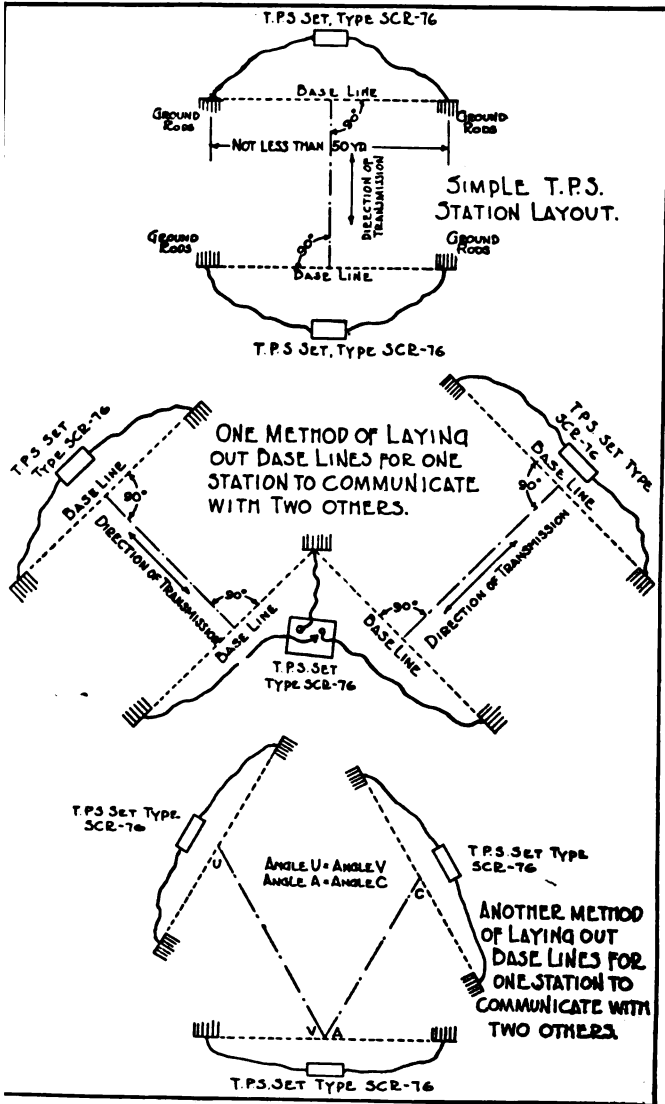 T.P.S SET, TYPE SCR-76
BASE LINE
GROUND
RODS
90°
GROUND
RODS
NOT LESS THAN 150 YD
DIRECTION OF
TRANSMISSION
SIMPLE T.P.S.
STATION LAYOUT.
GROUND
RODS
90°
GROUND
RODS
BASE LINE
T.P.S SET, TYPE SCR-76
T.P.S SET
TYPE SCR-76
BASE LINE
90°
DIRECTION OF TRANSMISSION
90°
BASE LINE
ONE METHOD OF LAYING
OUT BASE LINES FOR ONE
STATION TO COMMUNICATE
WITH TWO OTHERS.
T.P.S. SET TYPE
SCR-76
BASE LINE
90°
DIRECTION OF TRANSMISSION
90°
BASE LINE
T.P.S. SET
TYPE SCR-76
T.P.S SET TYPE
SCR-76
U
ANGLE U = ANGLE V
ANGLE A = ANGLE C
C
T.P.S. SET TYPE
SCR-76
ANOTHER METHOD
OF LAYING OUT
BASE LINES FOR
ONE STATION TO
COMMUNICATE WITH
TWO OTHERS.
V A
T.P.S. SET TYPE SCR-76